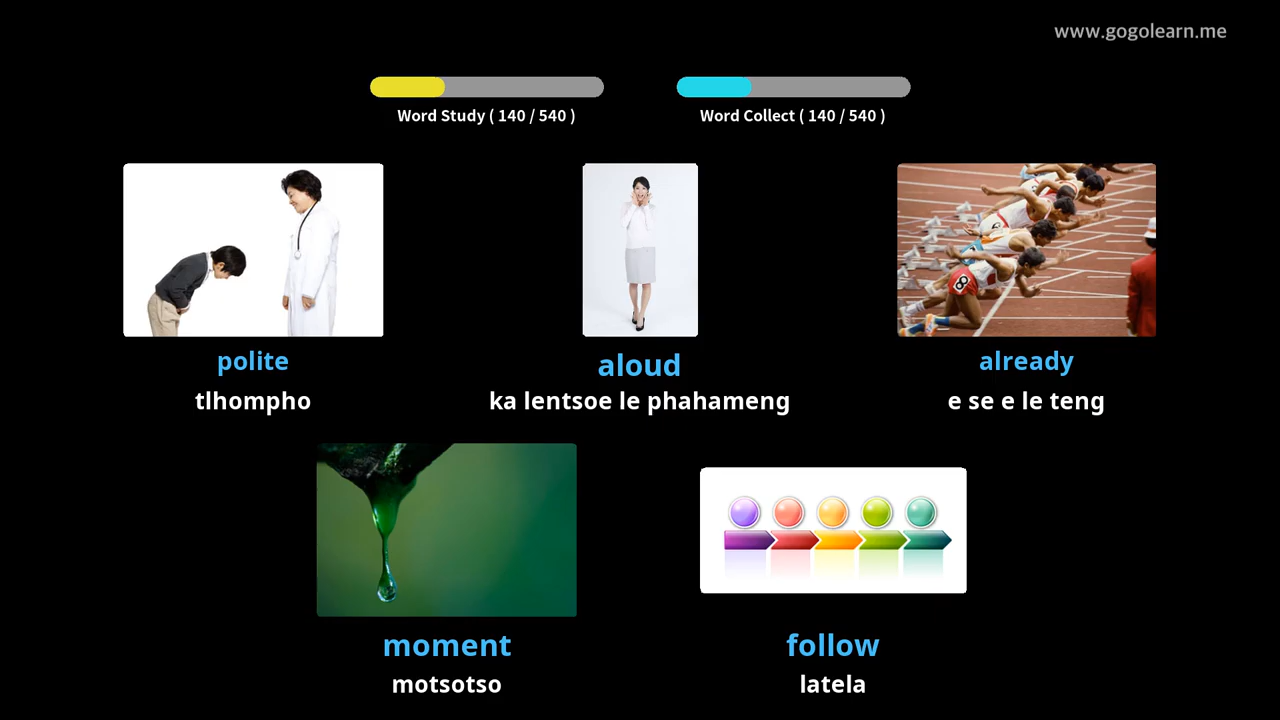 www.gogolearn.me
Word Study ( 140 / 540 )
Word Collect ( 140 / 540 )
polite
tlhompho
aloud
ka lentsoe le phahameng
8
already
e se e le teng
moment
motsotso
follow
latela